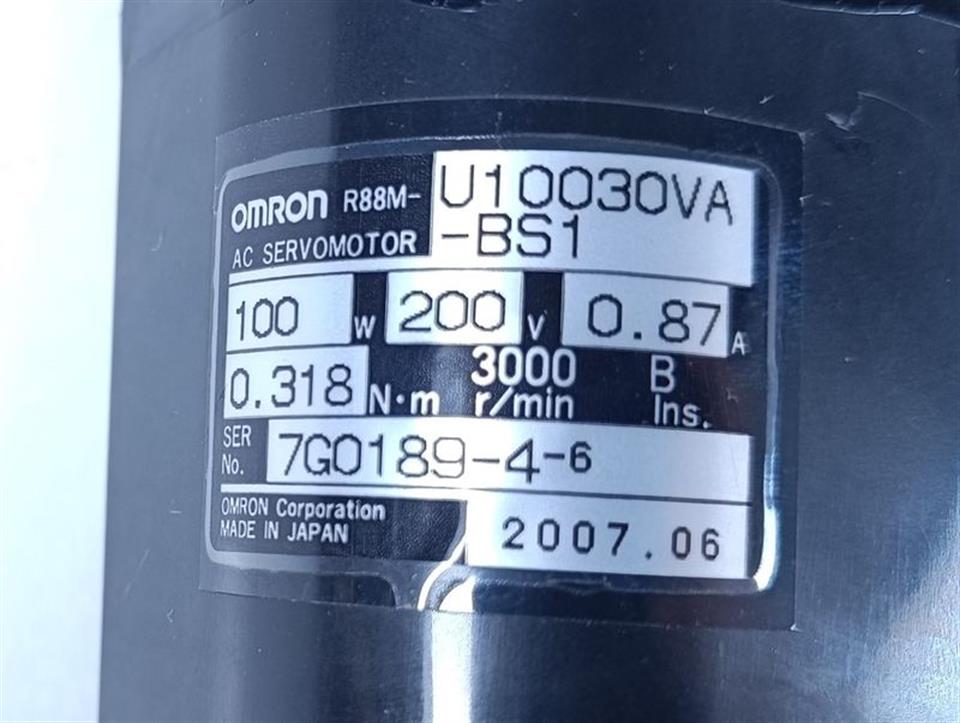 OMRON R88M- U10030VA
AC SERVOMOTOR -BS1
100 W 200 V 0.87 A
0.318 N·m 3000 r/min B Ins.
SER No. 7G0189-4-6
OMRON Corporation
MADE IN JAPAN 2007.06